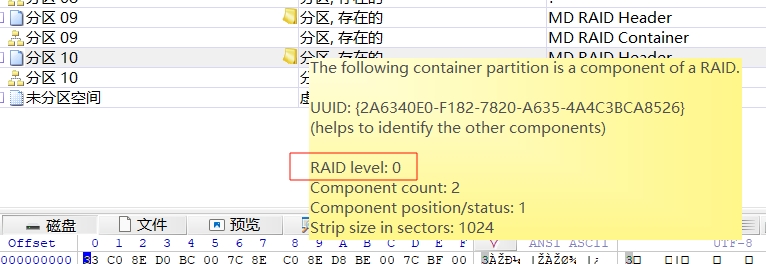 分区 09 分区, 存在的 MD RAID Header
分区 09 分区, 存在的 MD RAID Container
分区 10 分区, 存在的 MD RAID Header
分区 10
未分区空间
The following container partition is a component of a RAID.
UUID: {2A6340E0-F182-7820-A635-4A4C3BCA8526}
(helps to identify the other components)
RAID level: 0
Component count: 2
Component position/status: 1
Strip size in sectors: 1024
磁盘 文件 预览
Offset 0 1 2 3 4 5 6 7 8 9 A B C D E F ANSI ASCII UTF-8
000000000 33 C0 8E D0 BC 00 7C 8E C0 8E D8 BE 00 7C BF 00